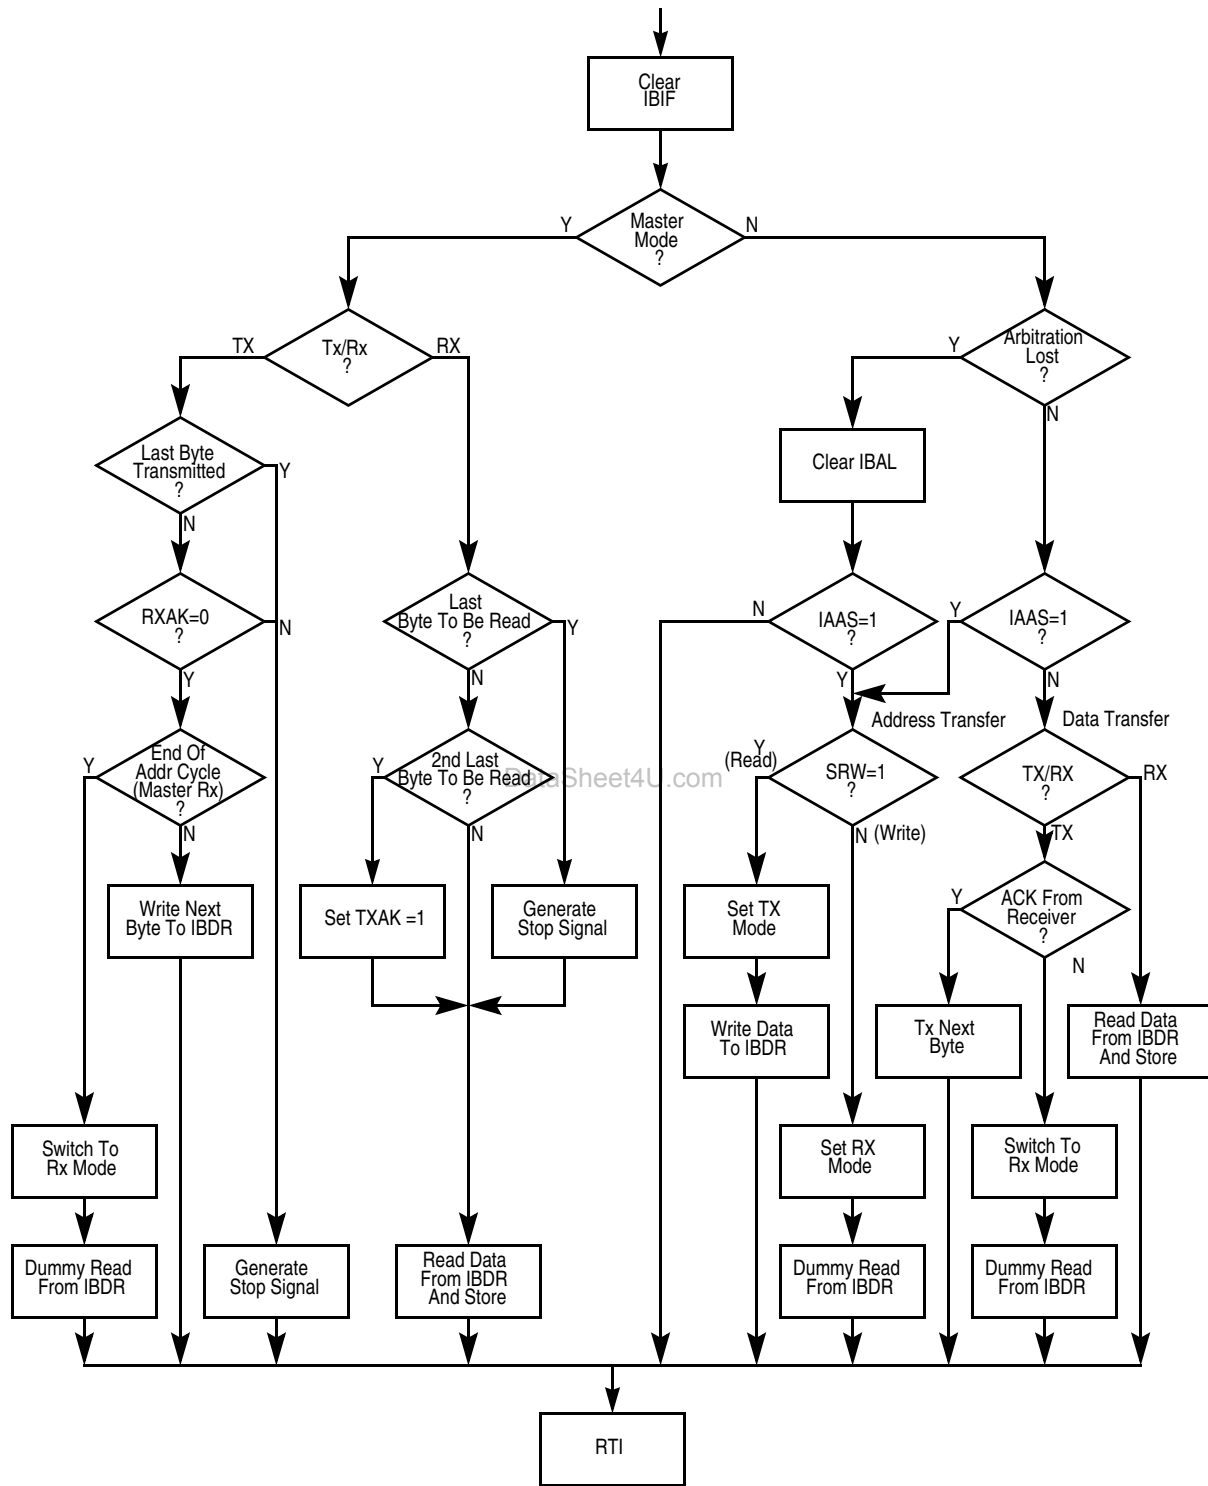 Clear
IBIF
Master
Mode
?
Y
N
Tx/Rx
?
TX
RX
Arbitration
Lost
?
Y
N
Last Byte
Transmitted
?
Y
N
Clear IBAL
RXAK=0
?
N
Y
Last
Byte To Be Read
?
Y
N
IAAS=1
?
N
Y
IAAS=1
?
Y
N
Address Transfer
Data Transfer
End Of
Addr Cycle
(Master Rx)
?
Y
N
2nd Last
Byte To Be Read
?
Y
N
DataSheet4U.com
SRW=1
?
Y
(Read)
N (Write)
TX/RX
?
RX
TX
Write Next
Byte To IBDR
Set TXAK =1
Generate
Stop Signal
Set TX
Mode
ACK From
Receiver
?
Y
N
Write Data
To IBDR
Tx Next
Byte
Read Data
From IBDR
And Store
Switch To
Rx Mode
Set RX
Mode
Switch To
Rx Mode
Dummy Read
From IBDR
Generate
Stop Signal
Read Data
From IBDR
And Store
Dummy Read
From IBDR
Dummy Read
From IBDR
RTI